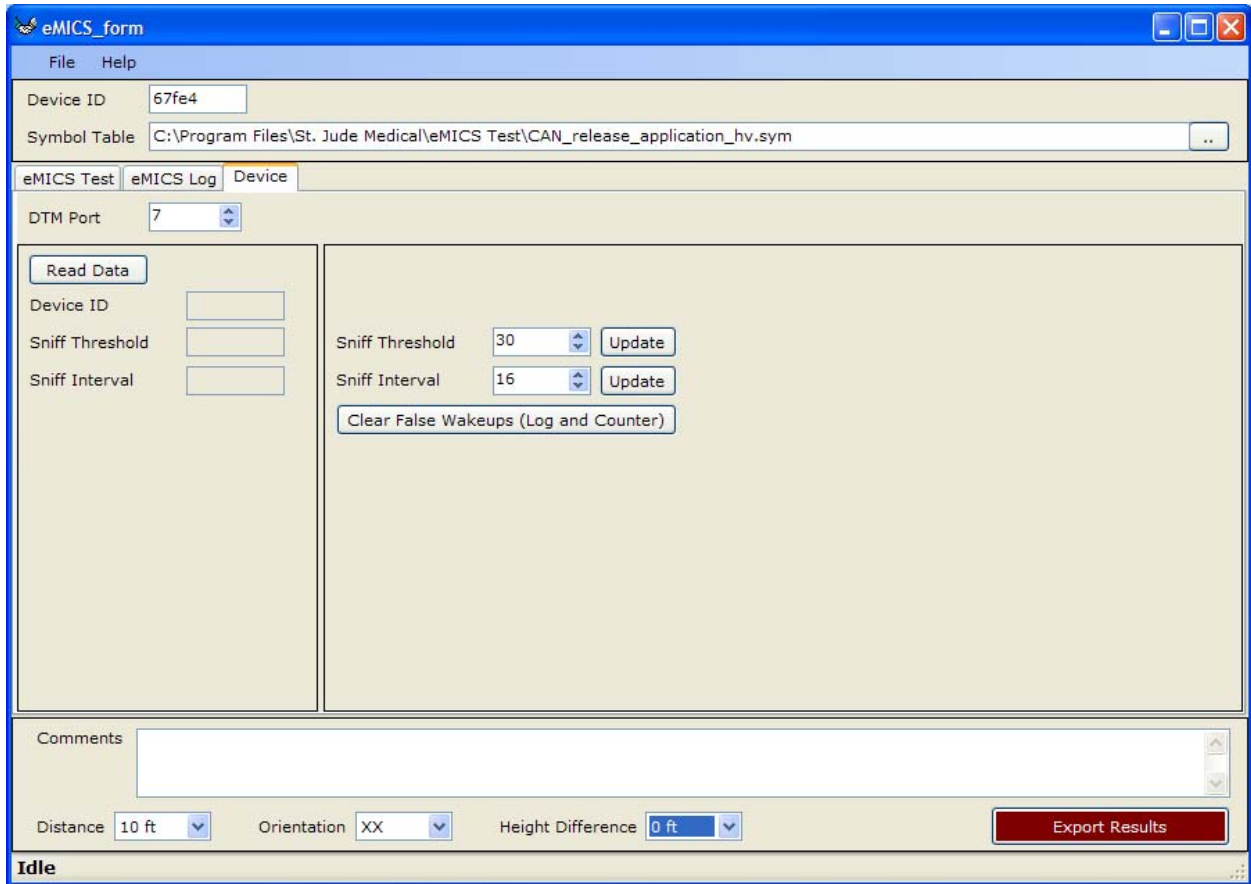 eMICS_form
File Help
Device ID 67fe4
Symbol Table C:\Program Files\St. Jude Medical\eMICS Test\CAN_release_application_hv.sym ..
eMICS Test eMICS Log Device
DTM Port 7
Read Data
Device ID
Sniff Threshold
Sniff Interval
Sniff Threshold 30 Update
Sniff Interval 16 Update
Clear False Wakeups (Log and Counter)
Comments
Distance 10 ft Orientation XX Height Difference 0 ft Export Results
Idle